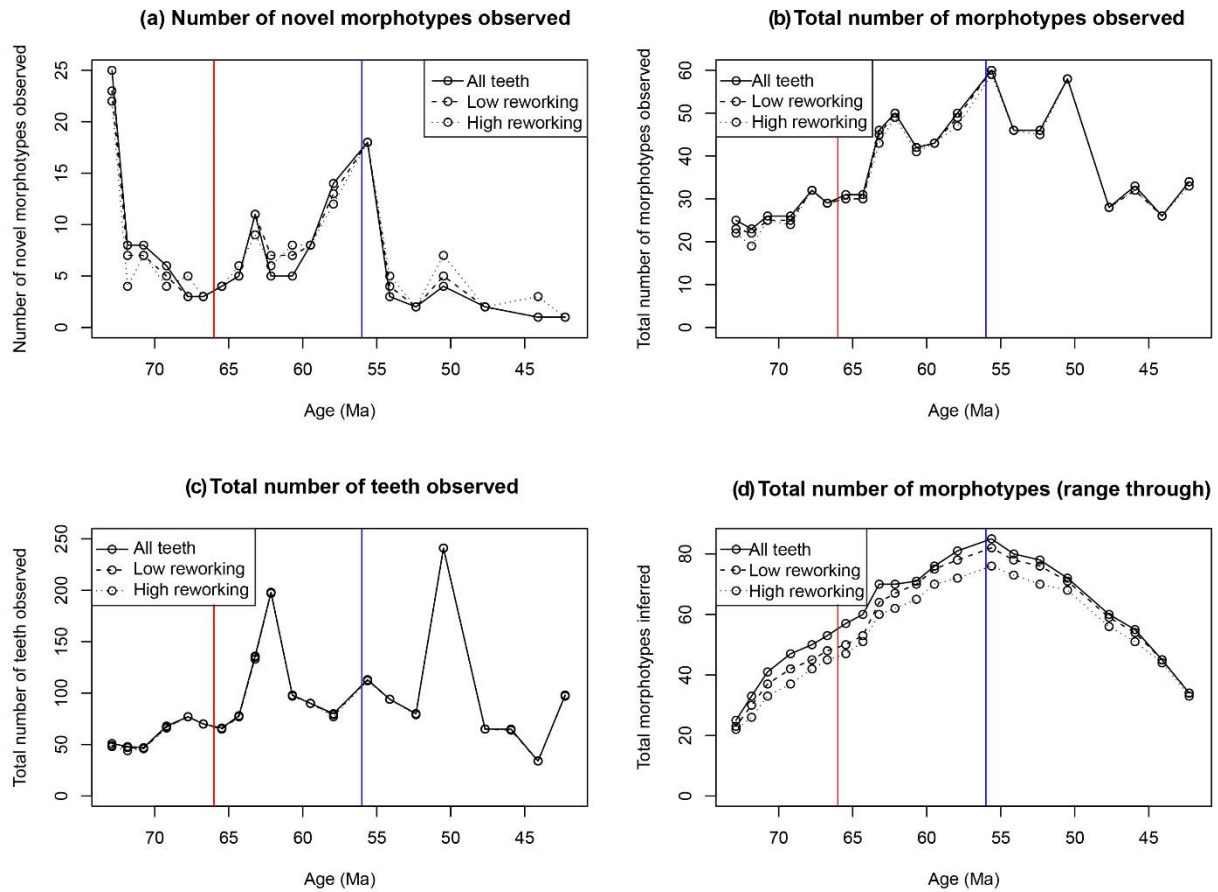 (a) Number of novel morphotypes observed
Number of novel morphotypes observed
25
20
15
10
5
0
All teeth
Low reworking
High reworking
70 65 60 55 50 45
Age (Ma)
(b) Total number of morphotypes observed
Total number of morphotypes observed
60
50
40
30
20
10
0
All teeth
Low reworking
High reworking
70 65 60 55 50 45
Age (Ma)
(c) Total number of teeth observed
Total number of teeth observed
250
200
150
100
50
0
All teeth
Low reworking
High reworking
70 65 60 55 50 45
Age (Ma)
(d) Total number of morphotypes (range through)
Total morphotypes inferred
80
60
40
20
0
All teeth
Low reworking
High reworking
70 65 60 55 50 45
Age (Ma)